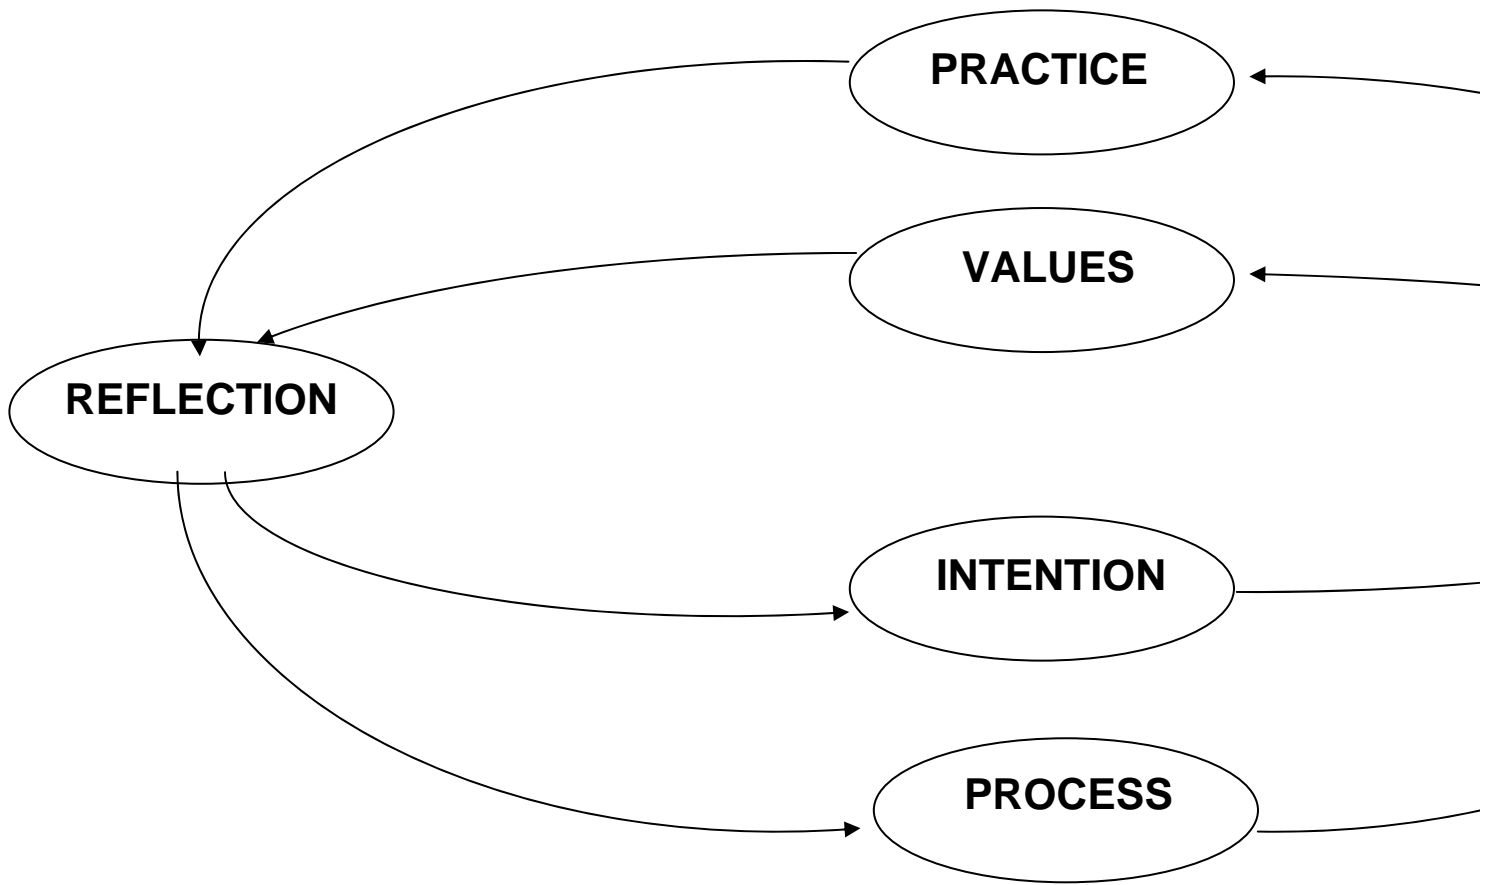 PRACTICE
VALUES
REFLECTION
INTENTION
PROCESS